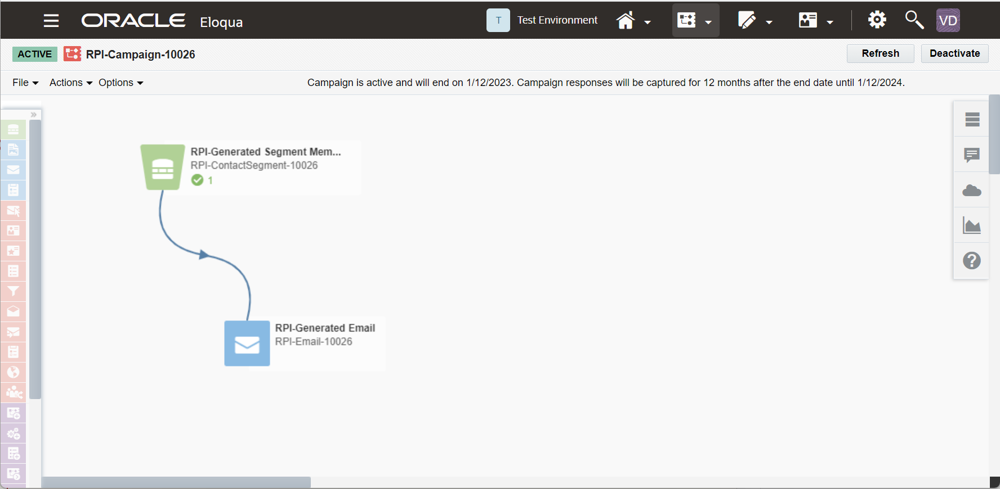 ORACLE Eloqua
T Test Environment
VD
ACTIVE RPI-Campaign-10026
Refresh Deactivate
File Actions Options
Campaign is active and will end on 1/12/2023. Campaign responses will be captured for 12 months after the end date until 1/12/2024.
»
RPI-Generated Segment Mem...
RPI-ContactSegment-10026
1
RPI-Generated Email
RPI-Email-10026
?